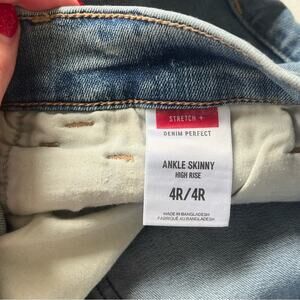 STRETCH +
DENIM PERFECT
ANKLE SKINNY
HIGH RISE
4R/4R
MADE IN BANGLADESH
FABRIQUÉ AU BANGLADESH